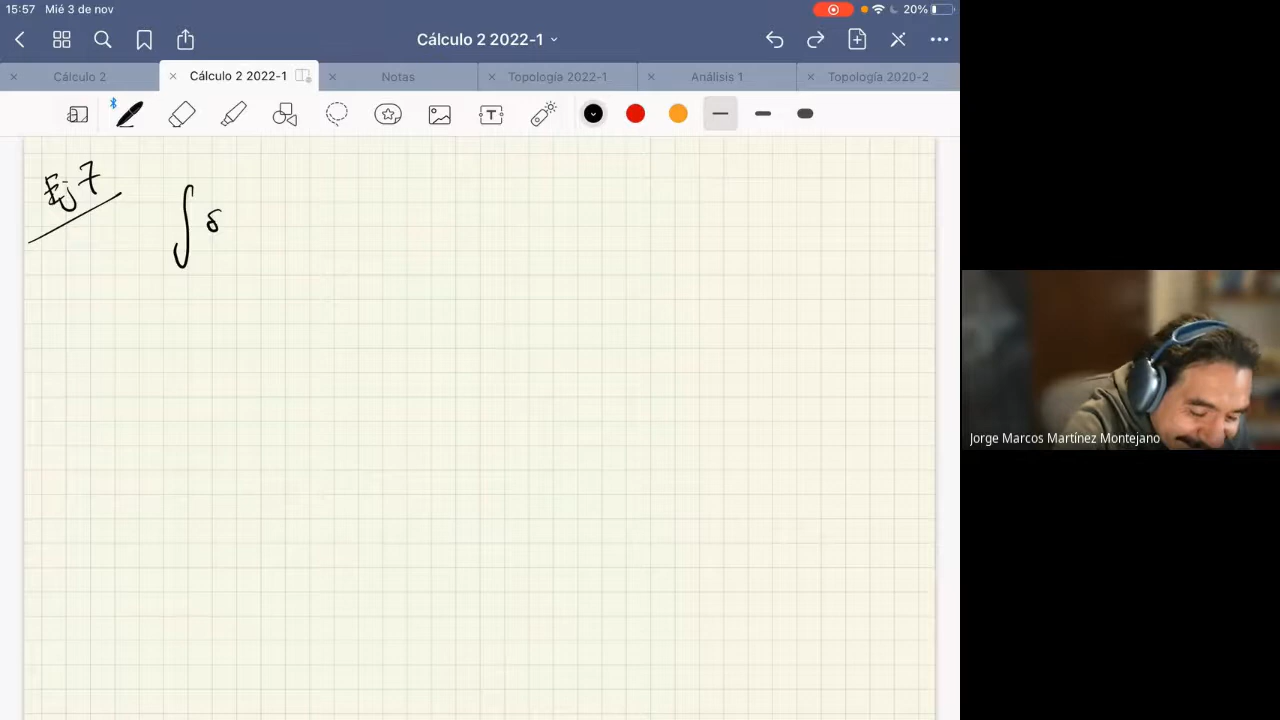 15:57 Mié 3 de nov 20%
Cálculo 2 2022-1
Cálculo 2 Cálculo 2 2022-1 Notas Topología 2022-1 Análisis 1 Topología 2020-2
T
Ej 7
∫
Jorge Marcos Martínez Montejano